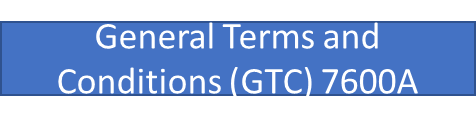 General Terms and
Conditions (GTC) 7600A